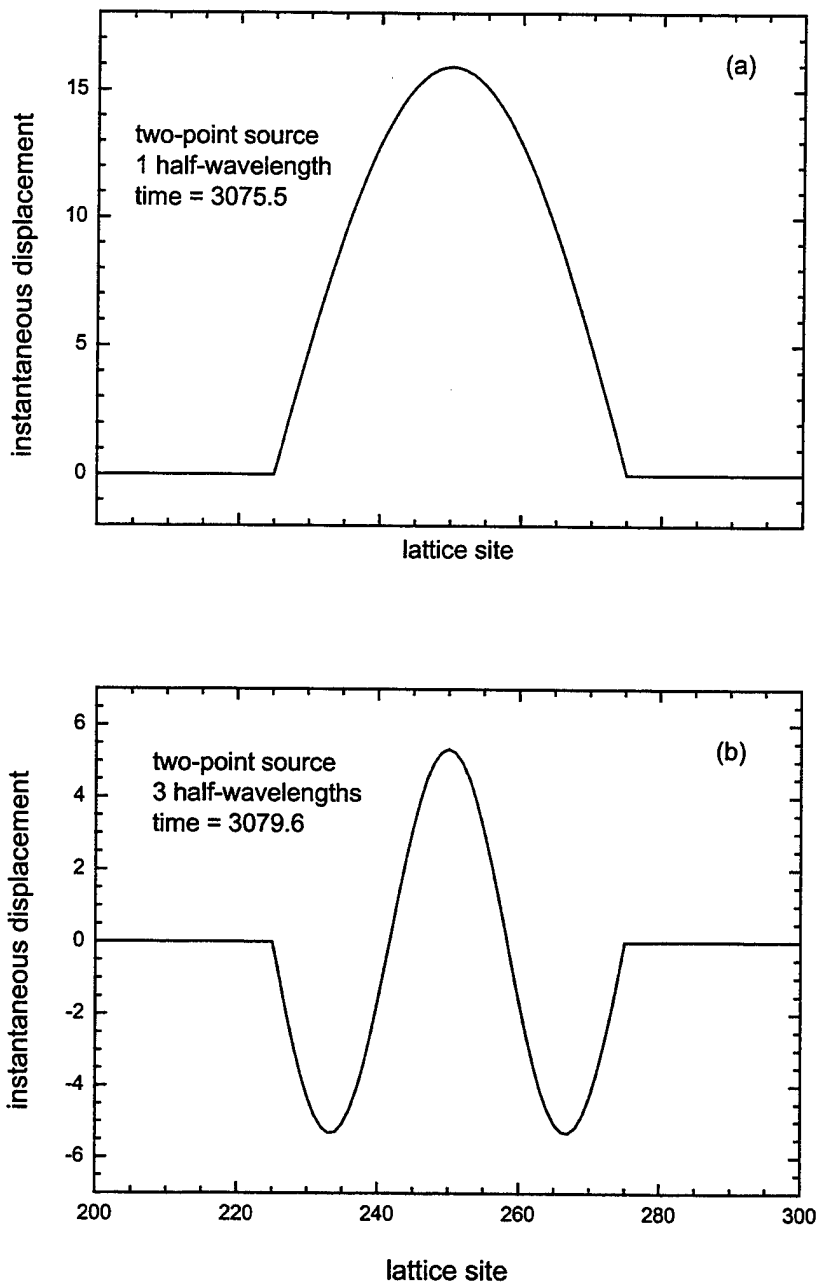 (a)
15
10
5
0
instantaneous displacement
two-point source
1 half-wavelength
time = 3075.5
lattice site
(b)
6
4
2
0
-2
-4
-6
instantaneous displacement
two-point source
3 half-wavelengths
time = 3079.6
200 220 240 260 280 300
lattice site